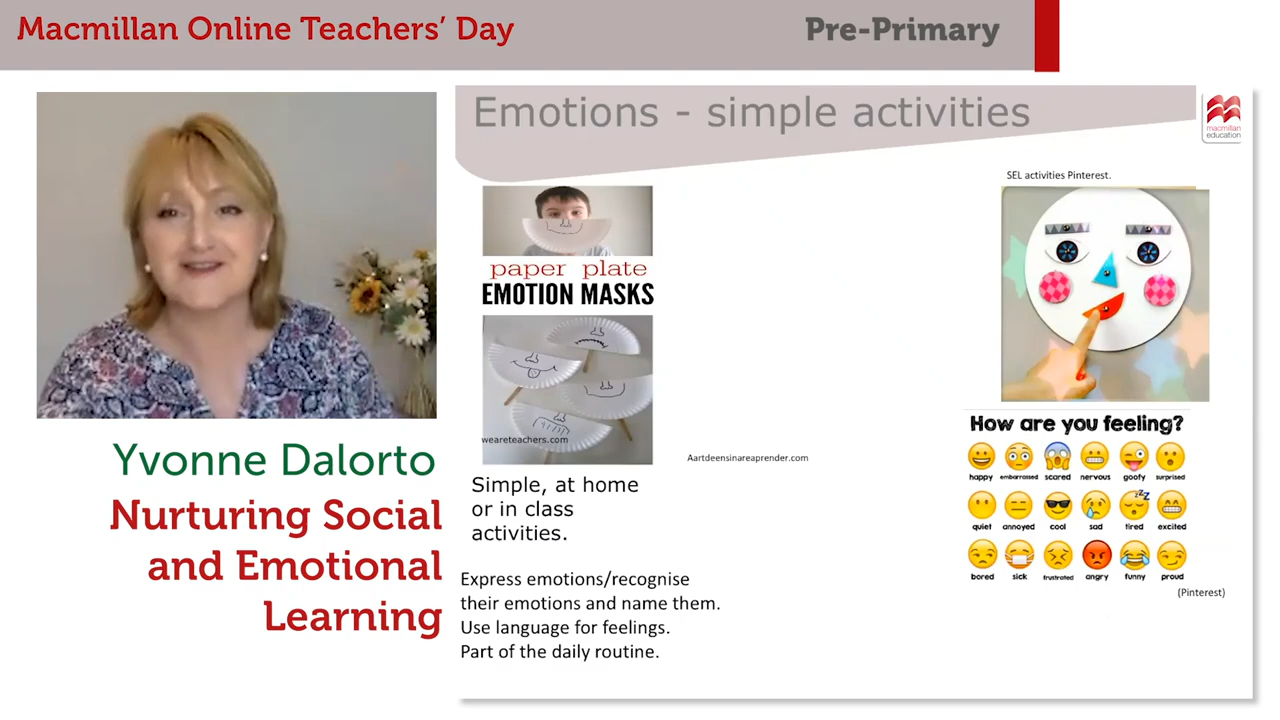 Macmillan Online Teachers' Day
Pre-Primary
Emotions - simple activities
macmillan
education
SEL activities Pinterest.
paper plate
EMOTION MASKS
weareteachers.com
Aartdeensinareaprender.com
Simple, at home
or in class
activities.
Express emotions/recognise
their emotions and name them.
Use language for feelings.
Part of the daily routine.
How are you feeling?
happy embarrassed scared nervous goofy surprised
zzz
quiet annoyed cool sad tired excited
bored sick frustrated angry funny proud
(Pinterest)
Yvonne Dalorto
Nurturing Social
and Emotional
Learning